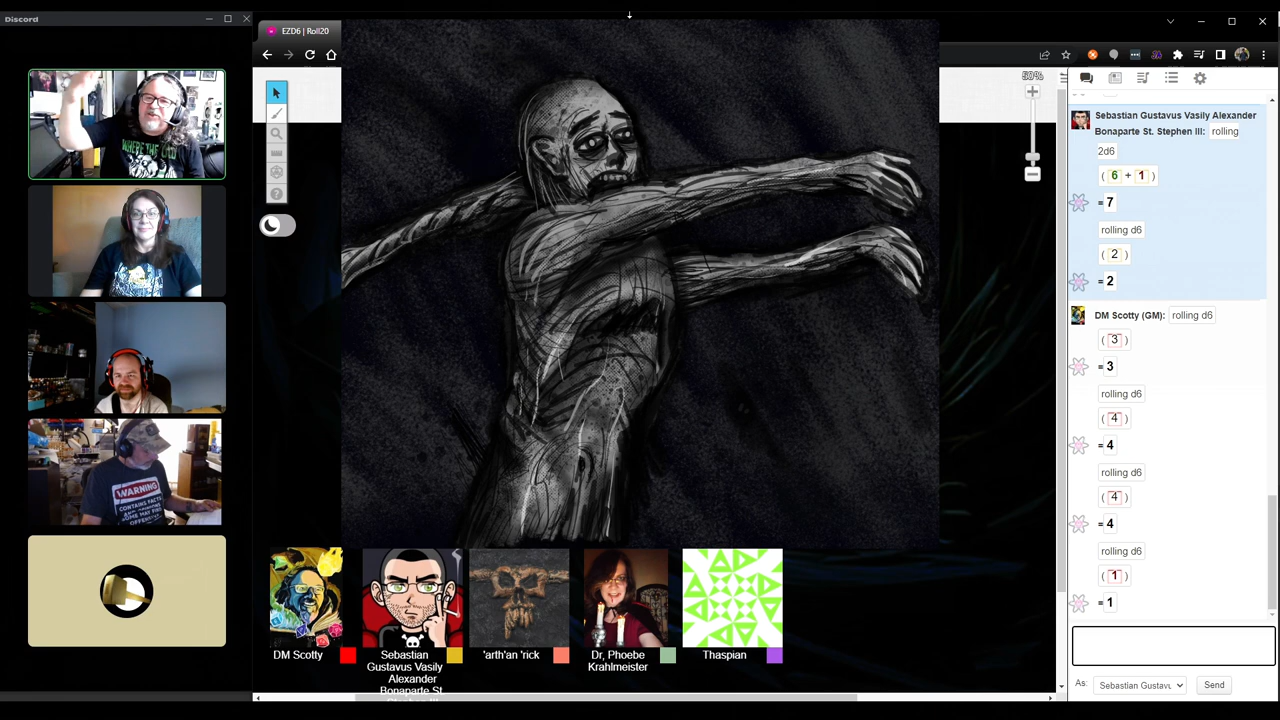 Discord
EZD6 | Roll20
WHERE THE
WARNING
CONTAINS FACTS
50%
DM Scotty
Sebastian
Gustavus Vasily
Alexander
Bonaparte St.
'arth'an 'rick
Dr, Phoebe
Krahlmeister
Thaspian
Sebastian Gustavus Vasily Alexander
Bonaparte St. Stephen III: rolling
2d6
( 6 + 1 )
= 7
rolling d6
( 2 )
= 2
DM Scotty (GM): rolling d6
( 3 )
= 3
rolling d6
( 4 )
= 4
rolling d6
( 4 )
= 4
rolling d6
( 1 )
= 1
As: Sebastian Gustavu
Send